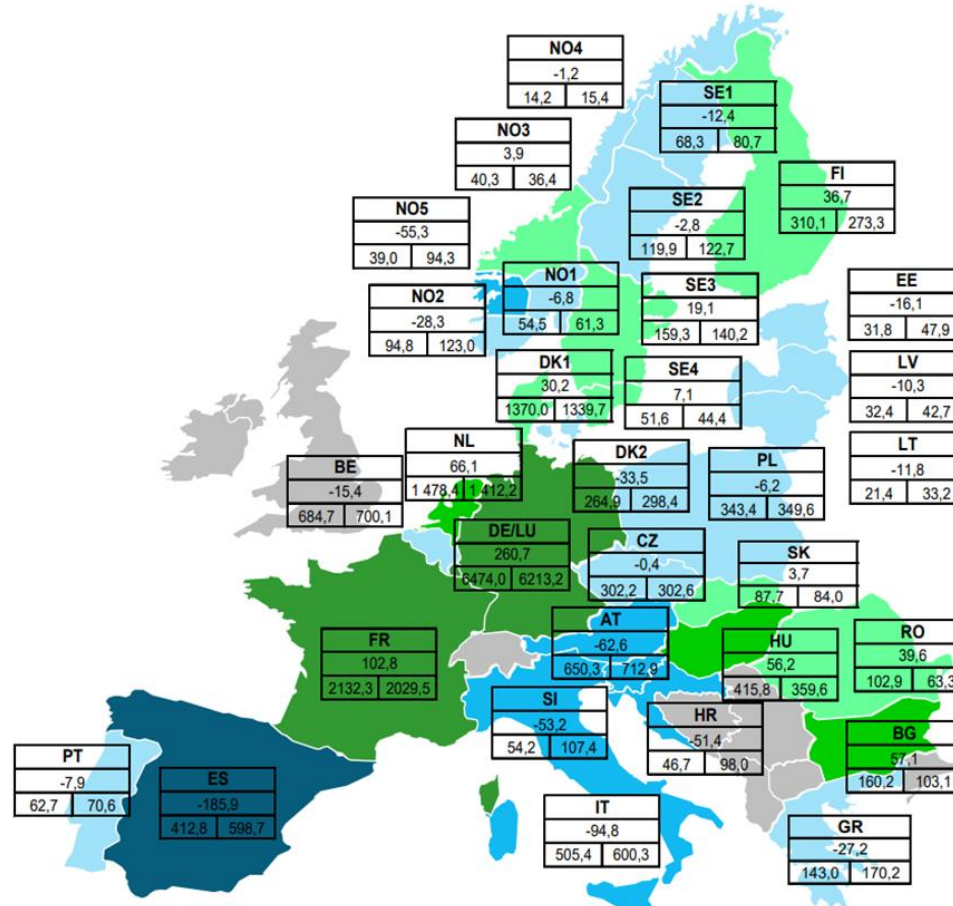 NO4
-1,2
14,2 15,4
SE1
-12,4
68,3 80,7
NO3
3,9
40,3 36,4
FI
36,7
310,1 273,3
SE2
-2,8
119,9 122,7
NO5
-55,3
39,0 94,3
NO1
-6,8
54,5 61,3
SE3
19,1
159,3 140,2
EE
-16,1
31,8 47,9
NO2
-28,3
94,8 123,0
DK1
30,2
1370,0 1339,7
SE4
7,1
51,6 44,4
LV
-10,3
32,4 42,7
NL
66,1
1 478,4 1 412,2
LT
-11,8
21,4 33,2
DK2
-33,5
264,9 298,4
PL
-6,2
343,4 349,6
BE
-15,4
684,7 700,1
DE/LU
260,7
6474,0 6213,2
CZ
-0,4
302,2 302,6
SK
3,7
87,7 84,0
AT
-62,6
650,3 712,9
FR
102,8
2132,3 2029,5
HU
56,2
415,8 359,6
RO
39,6
102,9 63,3
SI
-53,2
54,2 107,4
HR
-51,4
46,7 98,0
BG
57,1
160,2 103,1
PT
-7,9
62,7 70,6
ES
-185,9
412,8 598,7
IT
-94,8
505,4 600,3
GR
-27,2
143,0 170,2